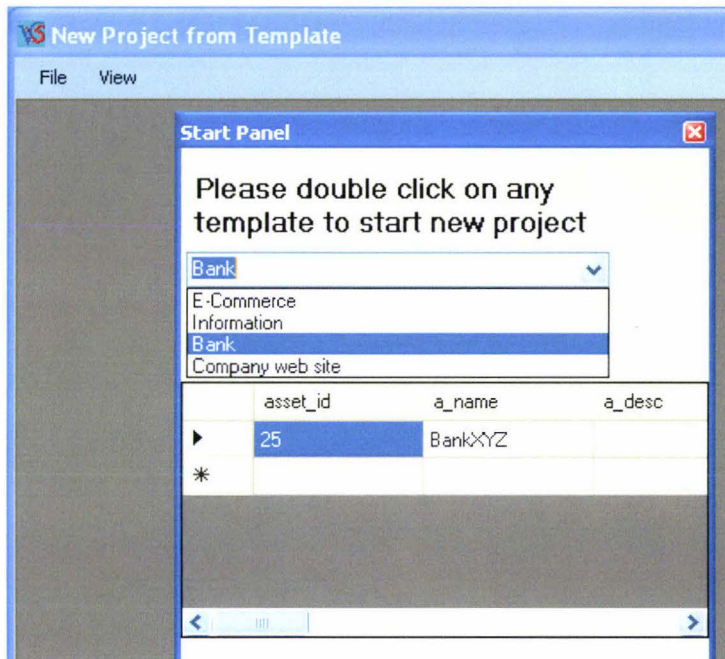 VS New Project from Template
File View
Start Panel
Please double click on any
template to start new project
Bank
E-Commerce
Information
Bank
Company web site
asset_id a_name a_desc
25 BankXYZ